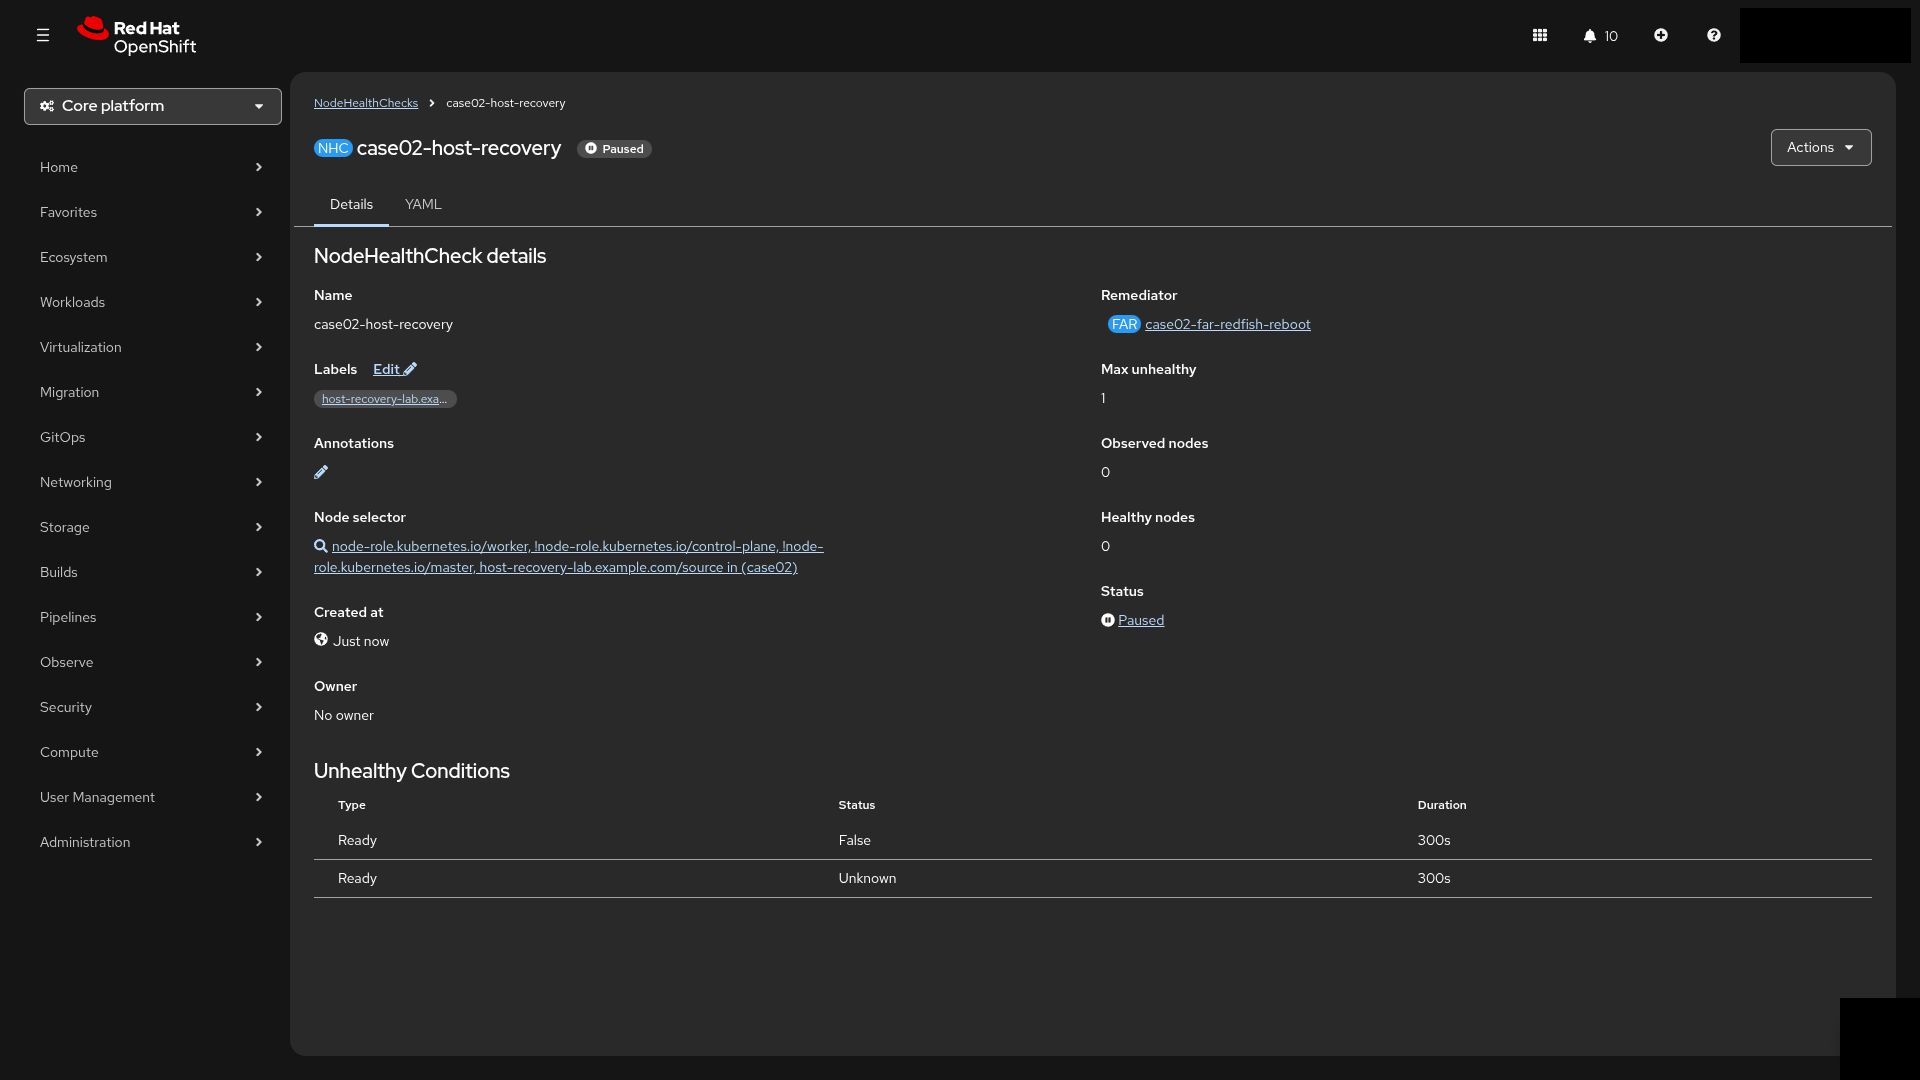 Red Hat
OpenShift
10
Core platform
Home
Favorites
Ecosystem
Workloads
Virtualization
Migration
GitOps
Networking
Storage
Builds
Pipelines
Observe
Security
Compute
User Management
Administration
NodeHealthChecks > case02-host-recovery
NHC case02-host-recovery Paused
Actions
Details YAML
NodeHealthCheck details
Name
case02-host-recovery
Labels Edit
host-recovery-lab.exa...
Annotations
Node selector
node-role.kubernetes.io/worker, !node-role.kubernetes.io/control-plane, !node-
role.kubernetes.io/master, host-recovery-lab.example.com/source in (case02)
Created at
Just now
Owner
No owner
Remediator
FAR case02-far-redfish-reboot
Max unhealthy
1
Observed nodes
0
Healthy nodes
0
Status
Paused
Unhealthy Conditions
Type Status Duration
Ready False 300s
Ready Unknown 300s